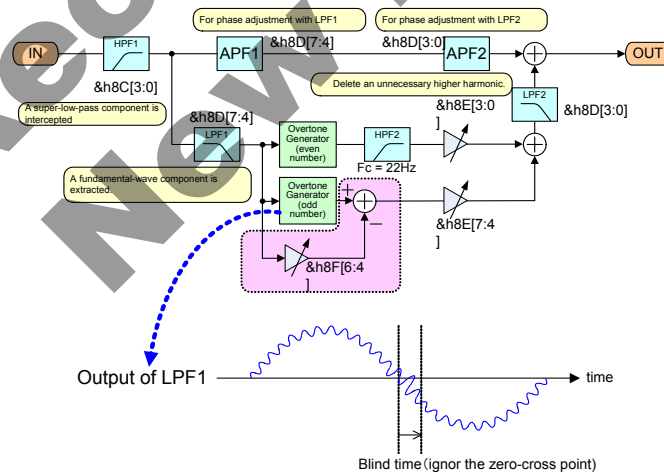 For phase adjustment with LPF1
For phase adjustment with LPF2
IN
HPF1
&h8C[3:0]
APF1
&h8D[7:4]
&h8D[3:0]
APF2
OUT
Delete an unnecessary higher harmonic.
LPF2
&h8D[3:0]
A super-low-pass component is
intercepted
&h8D[7:4]
LPF1
Overtone
Generator
(even
number)
HPF2
Fc = 22Hz
&h8E[3:0
]
A fundamental-wave component is
extracted.
Overtone
Ganerator
(odd
number)
+
−
&h8E[7:4
]
&h8F[6:4
]
Output of LPF1
time
Blind time(ignor the zero-cross point)